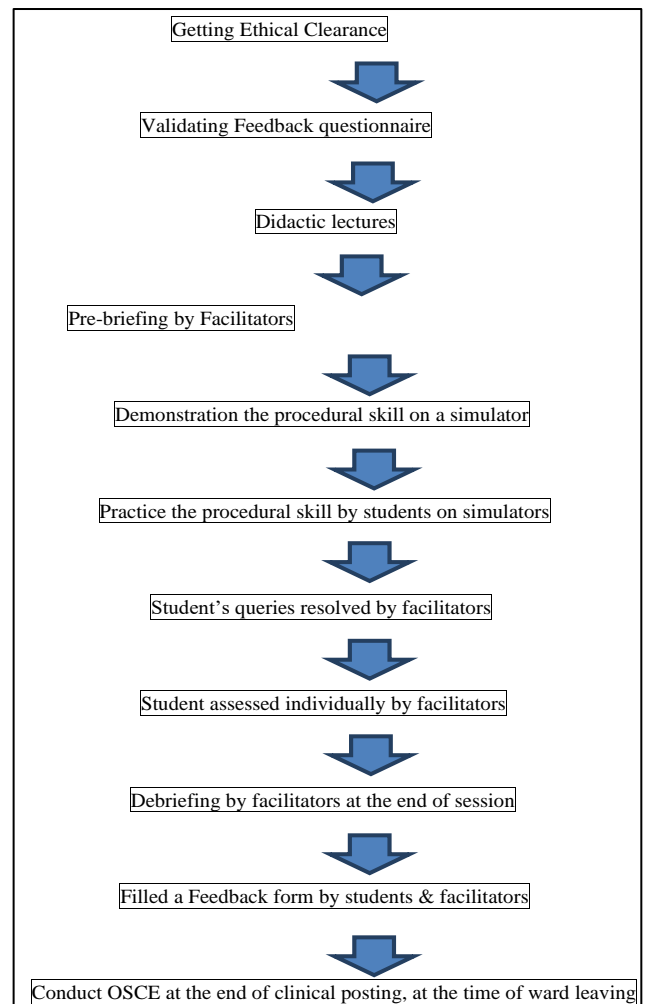 Getting Ethical Clearance
Validating Feedback questionnaire
Didactic lectures
Pre-briefing by Facilitators
Demonstration the procedural skill on a simulator
Practice the procedural skill by students on simulators
Student’s queries resolved by facilitators
Student assessed individually by facilitators
Debriefing by facilitators at the end of session
Filled a Feedback form by students & facilitators
Conduct OSCE at the end of clinical posting, at the time of ward leaving